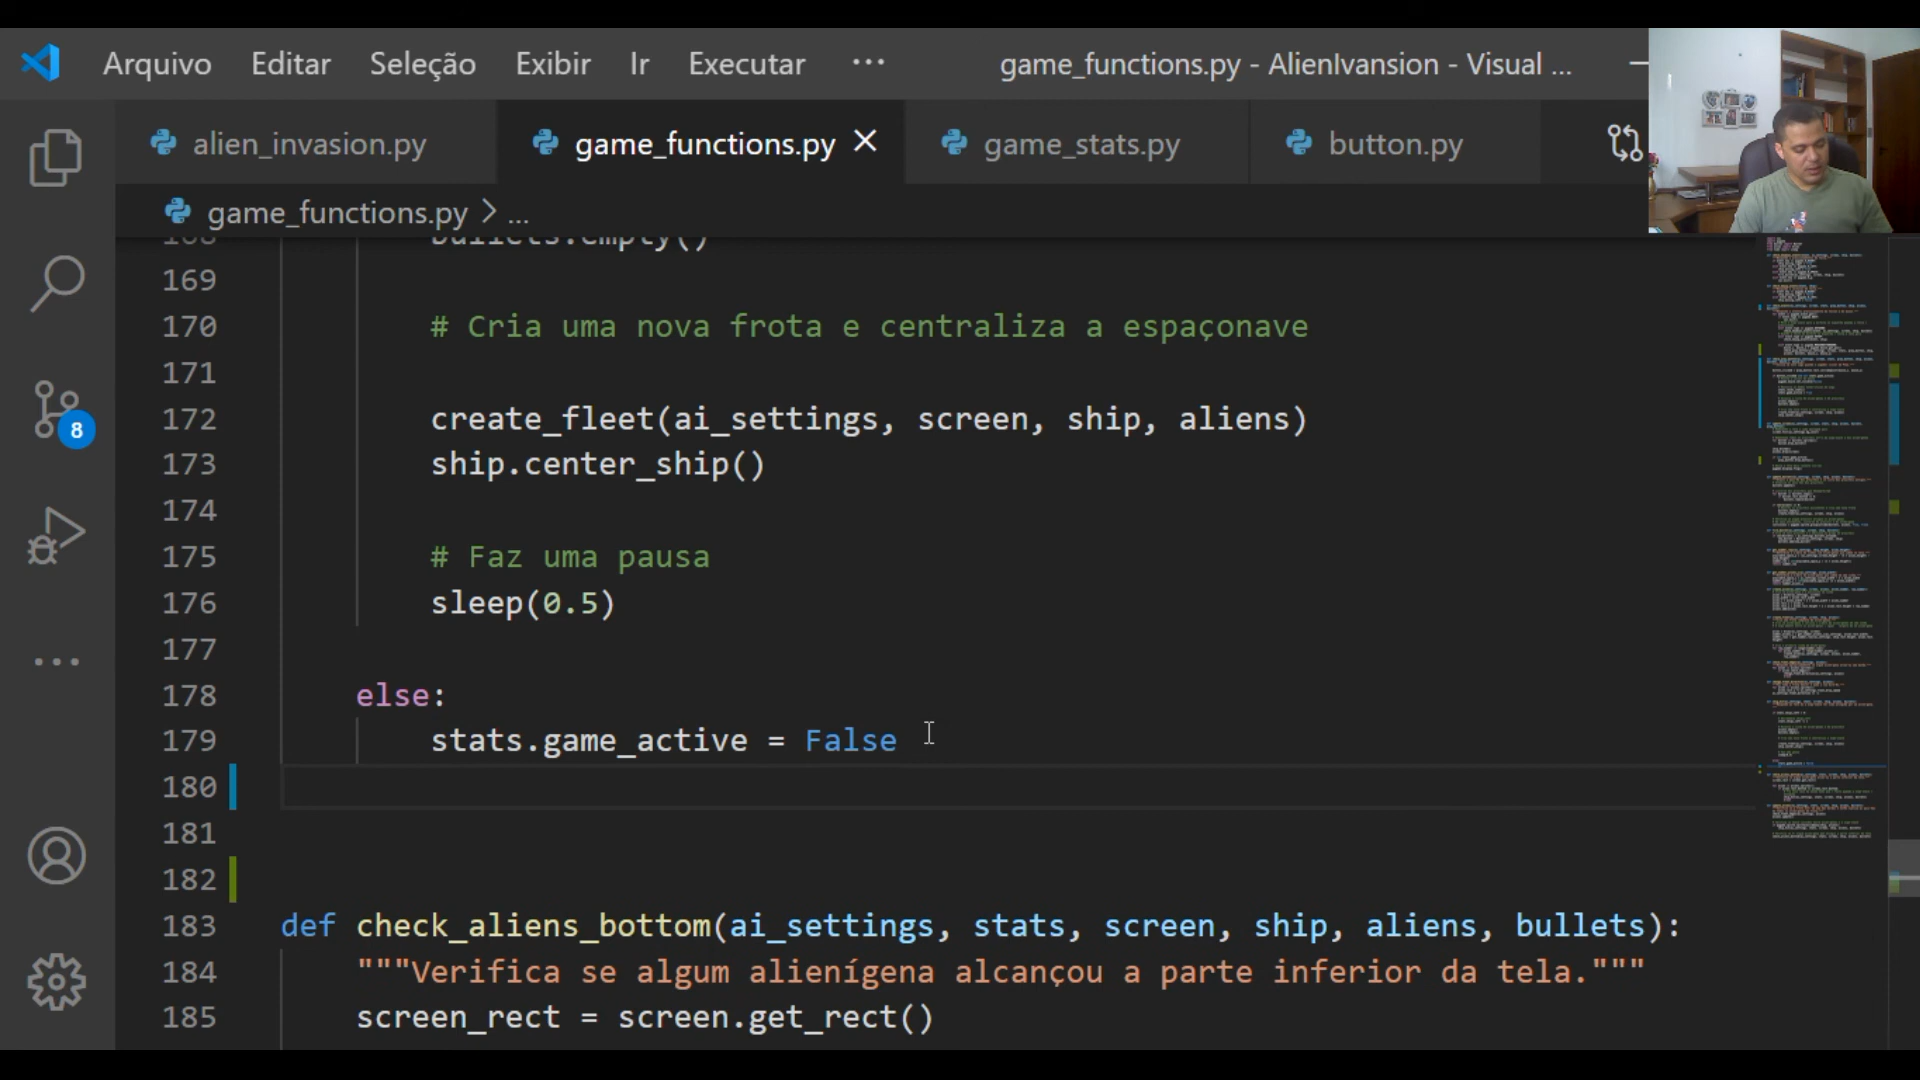 Arquivo Editar Seleção Exibir Ir Executar ··· game_functions.py - AlienIvansion - Visual ...
alien_invasion.py game_functions.py game_stats.py button.py
game_functions.py > ...
168 bullets.empty()
169
170 # Cria uma nova frota e centraliza a espaçonave
171
172 create_fleet(ai_settings, screen, ship, aliens)
173 ship.center_ship()
174
175 # Faz uma pausa
176 sleep(0.5)
177
178 else:
179 stats.game_active = False
180
181
182
183 def check_aliens_bottom(ai_settings, stats, screen, ship, aliens, bullets):
184 """Verifica se algum alienígena alcançou a parte inferior da tela."""
185 screen_rect = screen.get_rect()
8